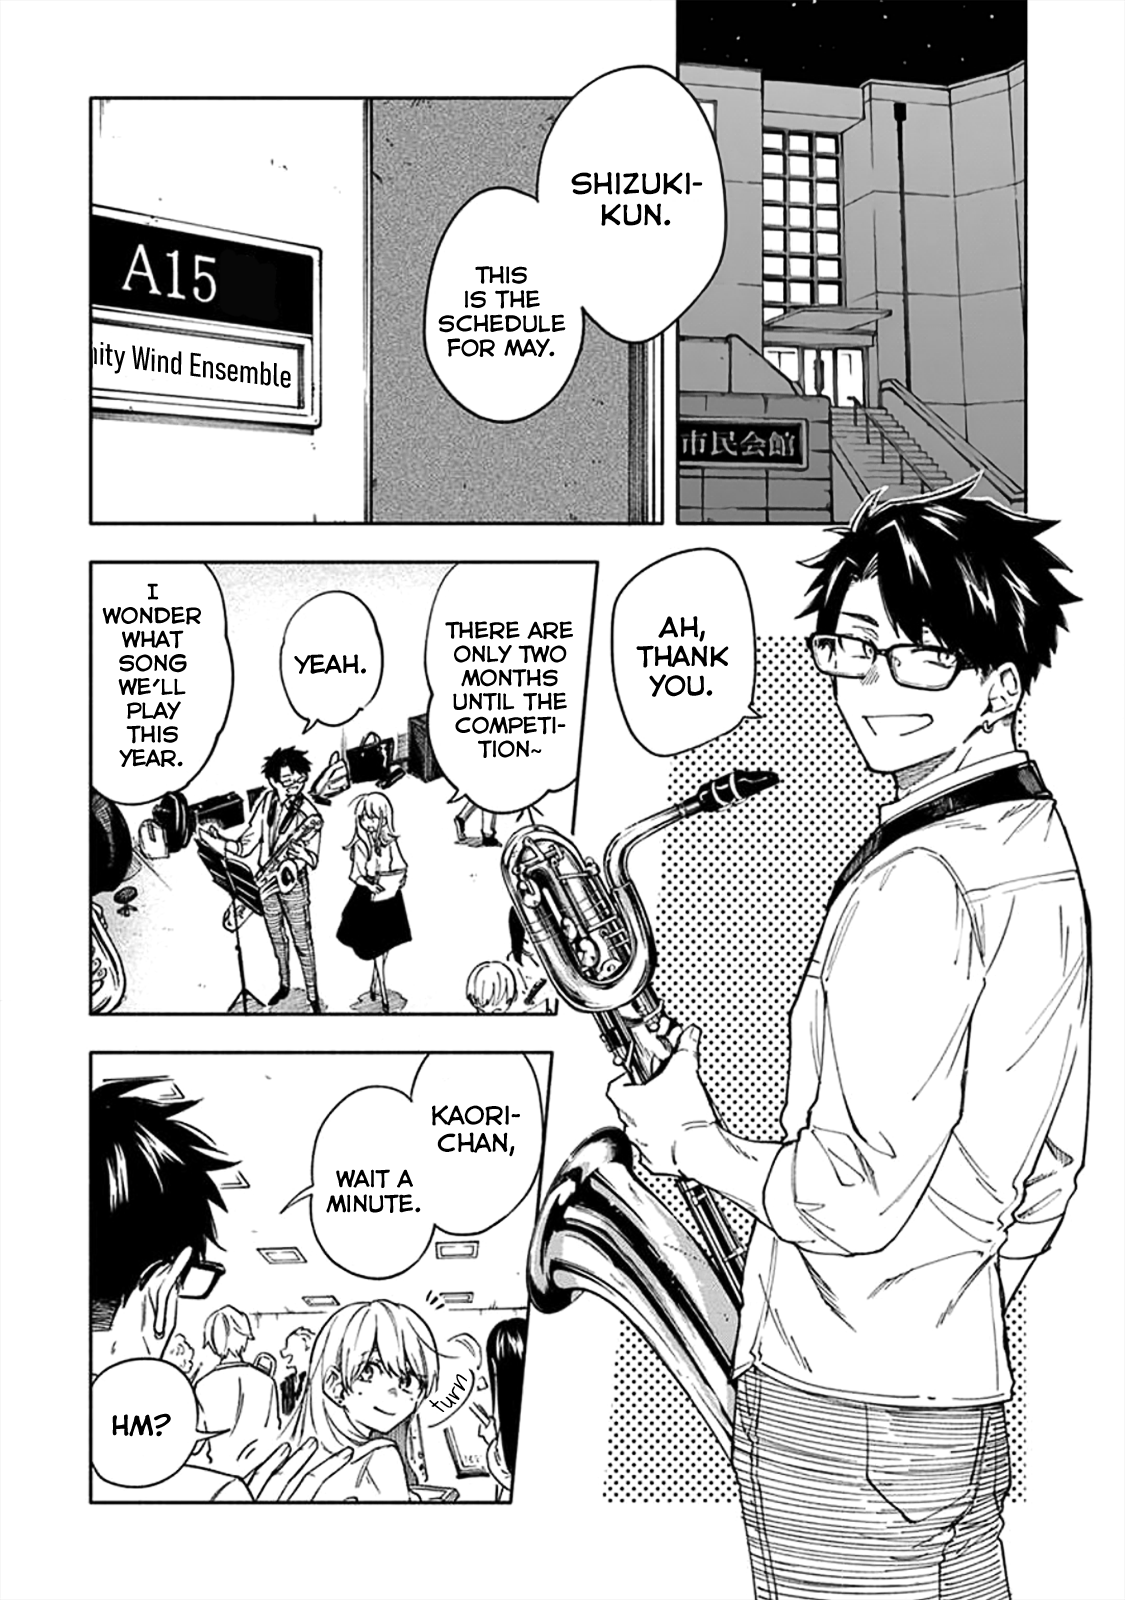 市民会館
SHIZUKI-
KUN.
THIS
IS THE
SCHEDULE
FOR MAY.
A15
nity Wind Ensemble
AH,
THANK
YOU.
THERE ARE
ONLY TWO
MONTHS
UNTIL THE
COMPETI-
TION~
YEAH.
I
WONDER
WHAT
SONG
WE'LL
PLAY
THIS
YEAR.
KAORI-
CHAN,
WAIT A
MINUTE.
turn
HM?